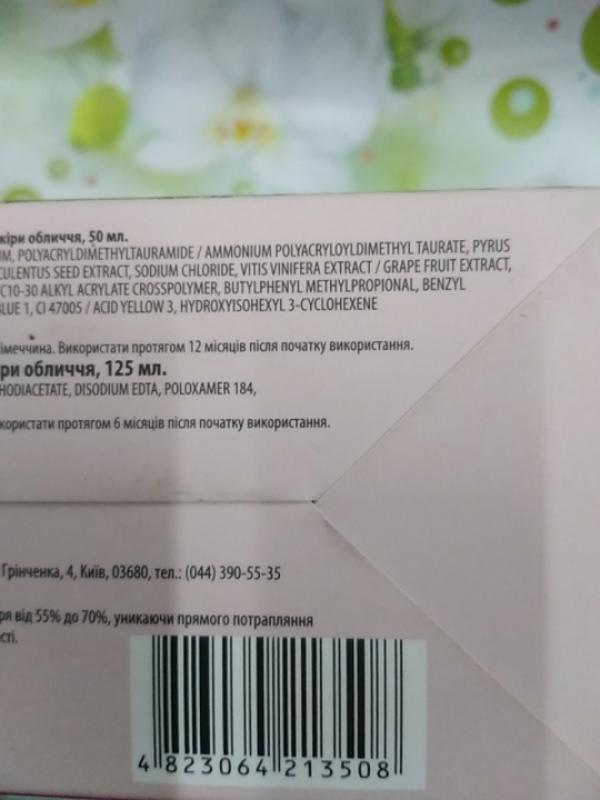 кіри обличчя, 50 мл.
UM, POLYACRYLDIMETHYLTAURAMIDE / AMMONIUM POLYACRYLOYLDIMETHYL TAURATE, PYRUS
CULENTUS SEED EXTRACT, SODIUM CHLORIDE, VITIS VINIFERA EXTRACT / GRAPE FRUIT EXTRACT,
/C10-30 ALKYL ACRYLATE CROSSPOLYMER, BUTYLPHENYL METHYLPROPIONAL, BENZYL
BLUE 1, CI 47005 / ACID YELLOW 3, HYDROXYISOHEXYL 3-CYCLOHEXENE
імеччина. Використати протягом 12 місяців після початку використання.
ри обличчя, 125 мл.
HODIACETATE, DISODIUM EDTA, POLOXAMER 184,
користати протягом 6 місяців після початку використання.
Грінченка, 4, Київ, 03680, тел.: (044) 390-55-35
ря від 55% до 70%, уникаючи прямого потрапляння
сті.
4 823064 213508